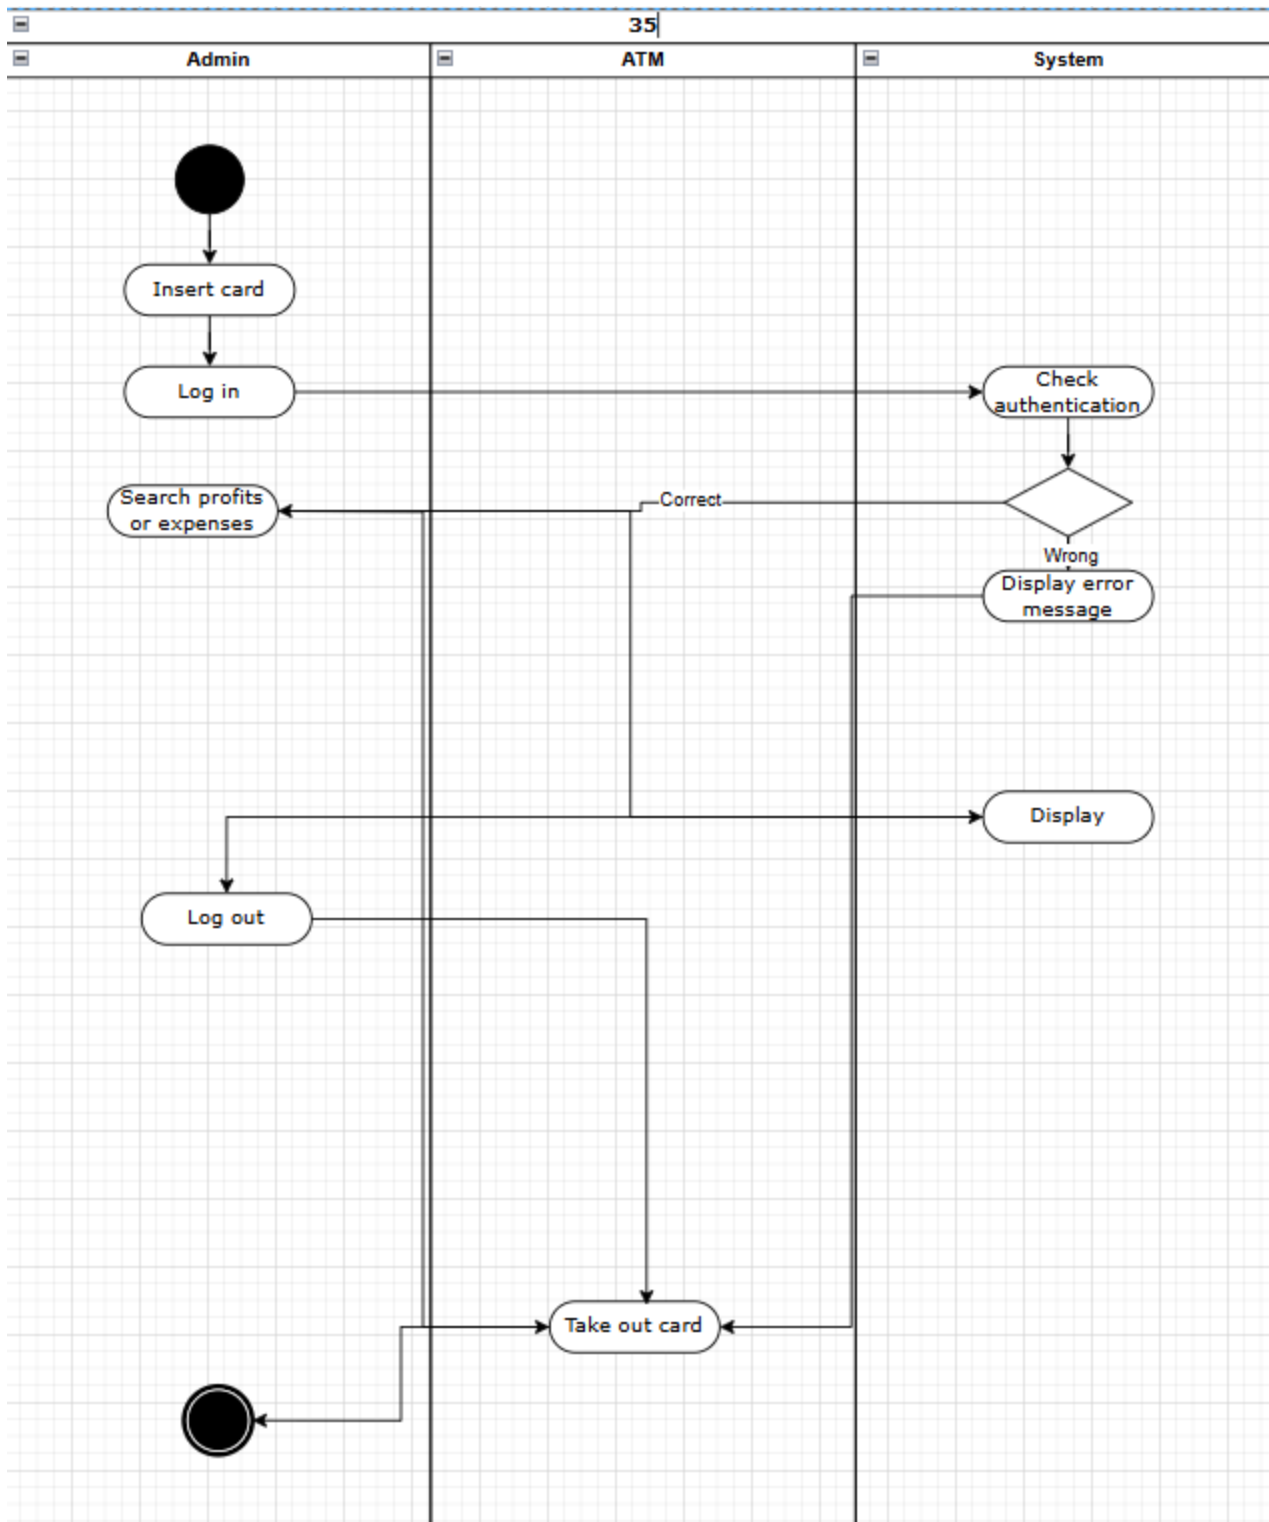 35
Admin
ATM
System
Insert card
Log in
Check
authentication
Search profits
or expenses
Correct
Wrong
Display error
message
Display
Log out
Take out card